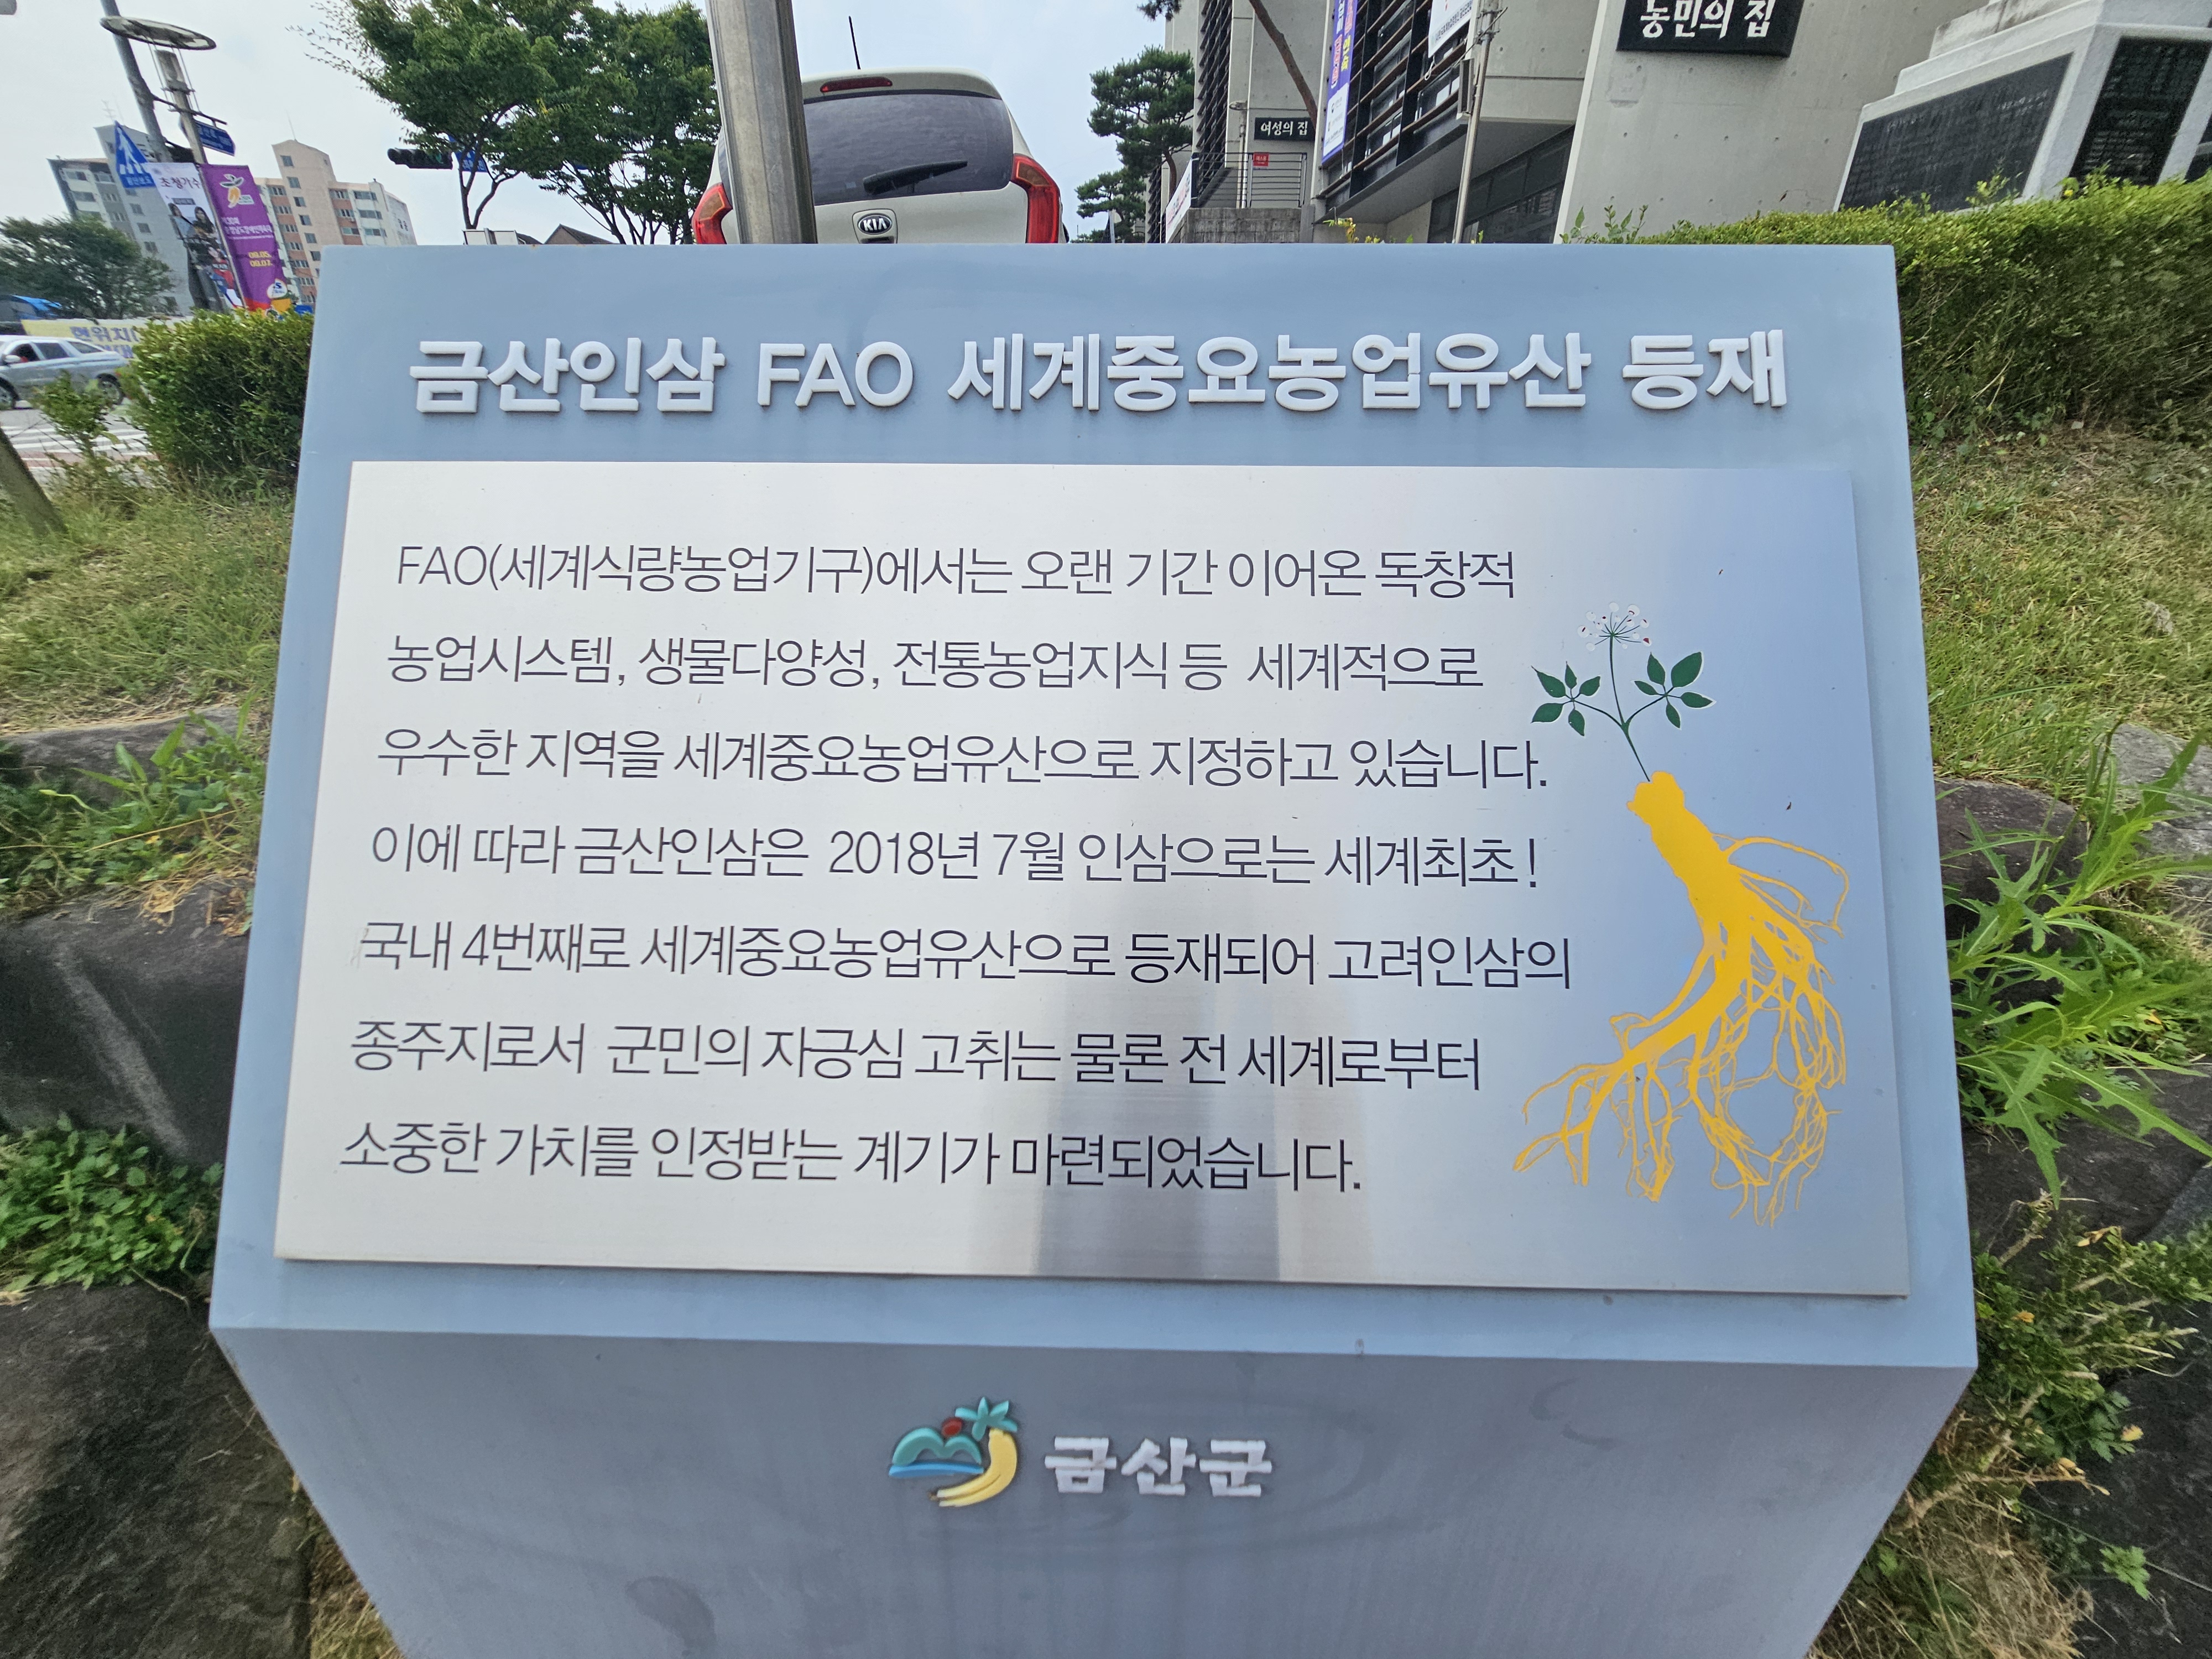 농민의 집
여성의 집
KIA
초청가수
금산인삼 FAO 세계중요농업유산 등재
FAO(세계식량농업기구)에서는 오랜 기간 이어온 독창적
농업시스템, 생물다양성, 전통농업지식 등 세계적으로
우수한 지역을 세계중요농업유산으로 지정하고 있습니다.
이에 따라 금산인삼은 2018년 7월 인삼으로는 세계최초!
국내 4번째로 세계중요농업유산으로 등재되어 고려인삼의
종주지로서 군민의 자긍심 고취는 물론 전 세계로부터
소중한 가치를 인정받는 계기가 마련되었습니다.
금산군